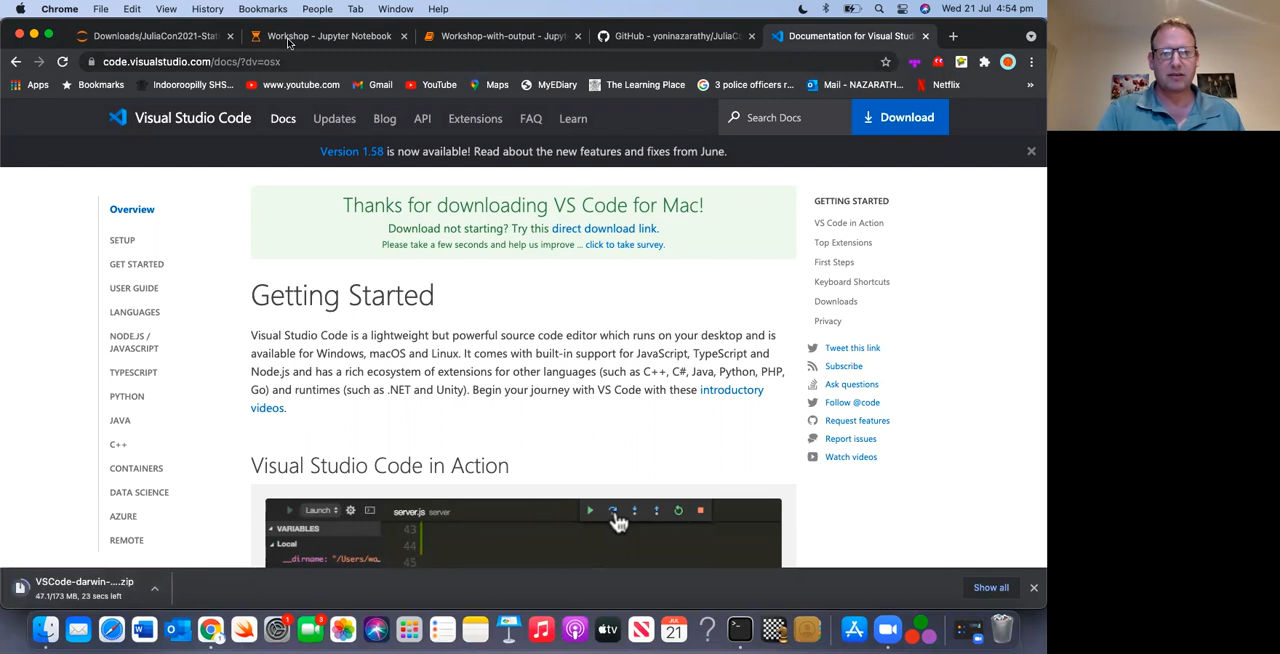 Chrome File Edit View History Bookmarks People Tab Window Help Wed 21 Jul 4:54 pm
Downloads/JuliaCon2021-Stati Workshop - Jupyter Notebook Workshop-with-output - Jupyt GitHub - yoninazarathy/JuliaC Documentation for Visual Studi
code.visualstudio.com/docs/?dv=osx
Apps Bookmarks Indooroopilly SHS... www.youtube.com Gmail YouTube Maps MyEDiary The Learning Place 3 police officers r... Mail - NAZARATH... Netflix »
Visual Studio Code Docs Updates Blog API Extensions FAQ Learn Search Docs Download
Version 1.58 is now available! Read about the new features and fixes from June.
Overview
SETUP
GET STARTED
USER GUIDE
LANGUAGES
NODE.JS /
JAVASCRIPT
TYPESCRIPT
PYTHON
JAVA
C++
CONTAINERS
DATA SCIENCE
AZURE
REMOTE
Thanks for downloading VS Code for Mac!
Download not starting? Try this direct download link.
Please take a few seconds and help us improve ... click to take survey.
Getting Started
Visual Studio Code is a lightweight but powerful source code editor which runs on your desktop and is
available for Windows, macOS and Linux. It comes with built-in support for JavaScript, TypeScript and
Node.js and has a rich ecosystem of extensions for other languages (such as C++, C#, Java, Python, PHP,
Go) and runtimes (such as .NET and Unity). Begin your journey with VS Code with these introductory
videos.
Visual Studio Code in Action
Launch server.js server
VARIABLES
Local
__dirname: "/Users/wa…
43
44
45
GETTING STARTED
VS Code in Action
Top Extensions
First Steps
Keyboard Shortcuts
Downloads
Privacy
Tweet this link
Subscribe
Ask questions
Follow @code
Request features
Report issues
Watch videos
VSCode-darwin-....zip
47.1/173 MB, 23 secs left
Show all
1
3
tv
JUL
21